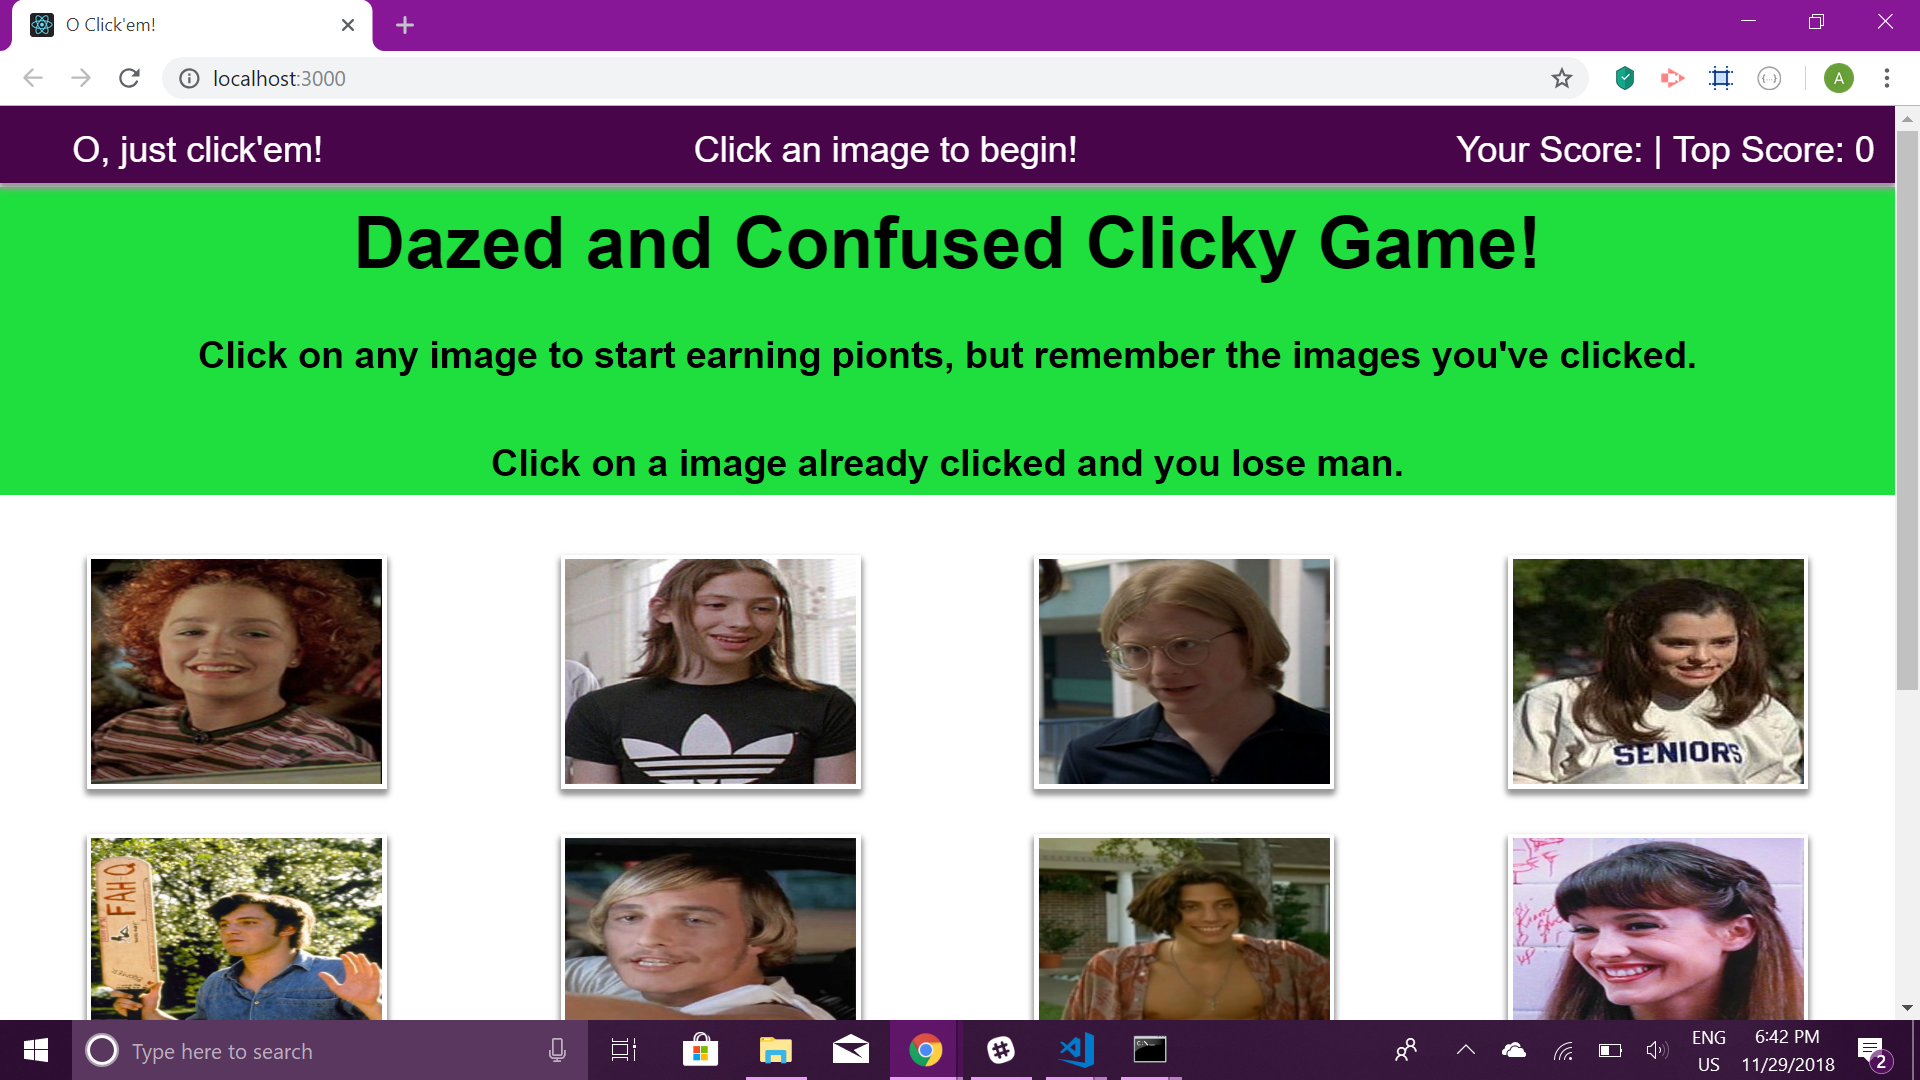 O Click'em!
localhost:3000
A
O, just click'em!
Click an image to begin!
Your Score: | Top Score: 0
Dazed and Confused Clicky Game!
Click on any image to start earning pionts, but remember the images you've clicked.
Click on a image already clicked and you lose man.
SENIORS
FAH Q
Type here to search
ENG
US
6:42 PM
11/29/2018
2